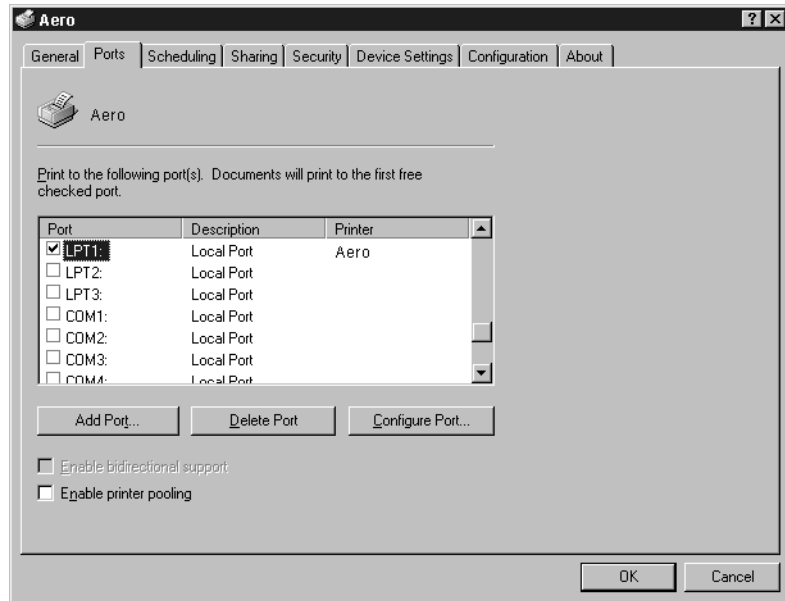 Aero
General Ports Scheduling Sharing Security Device Settings Configuration About
Aero
Print to the following port(s). Documents will print to the first free
checked port.
Port Description Printer
LPT1: Local Port Aero
LPT2: Local Port
LPT3: Local Port
COM1: Local Port
COM2: Local Port
COM3: Local Port
COM4: Local Port
Add Port... Delete Port Configure Port...
Enable bidirectional support
Enable printer pooling
OK Cancel